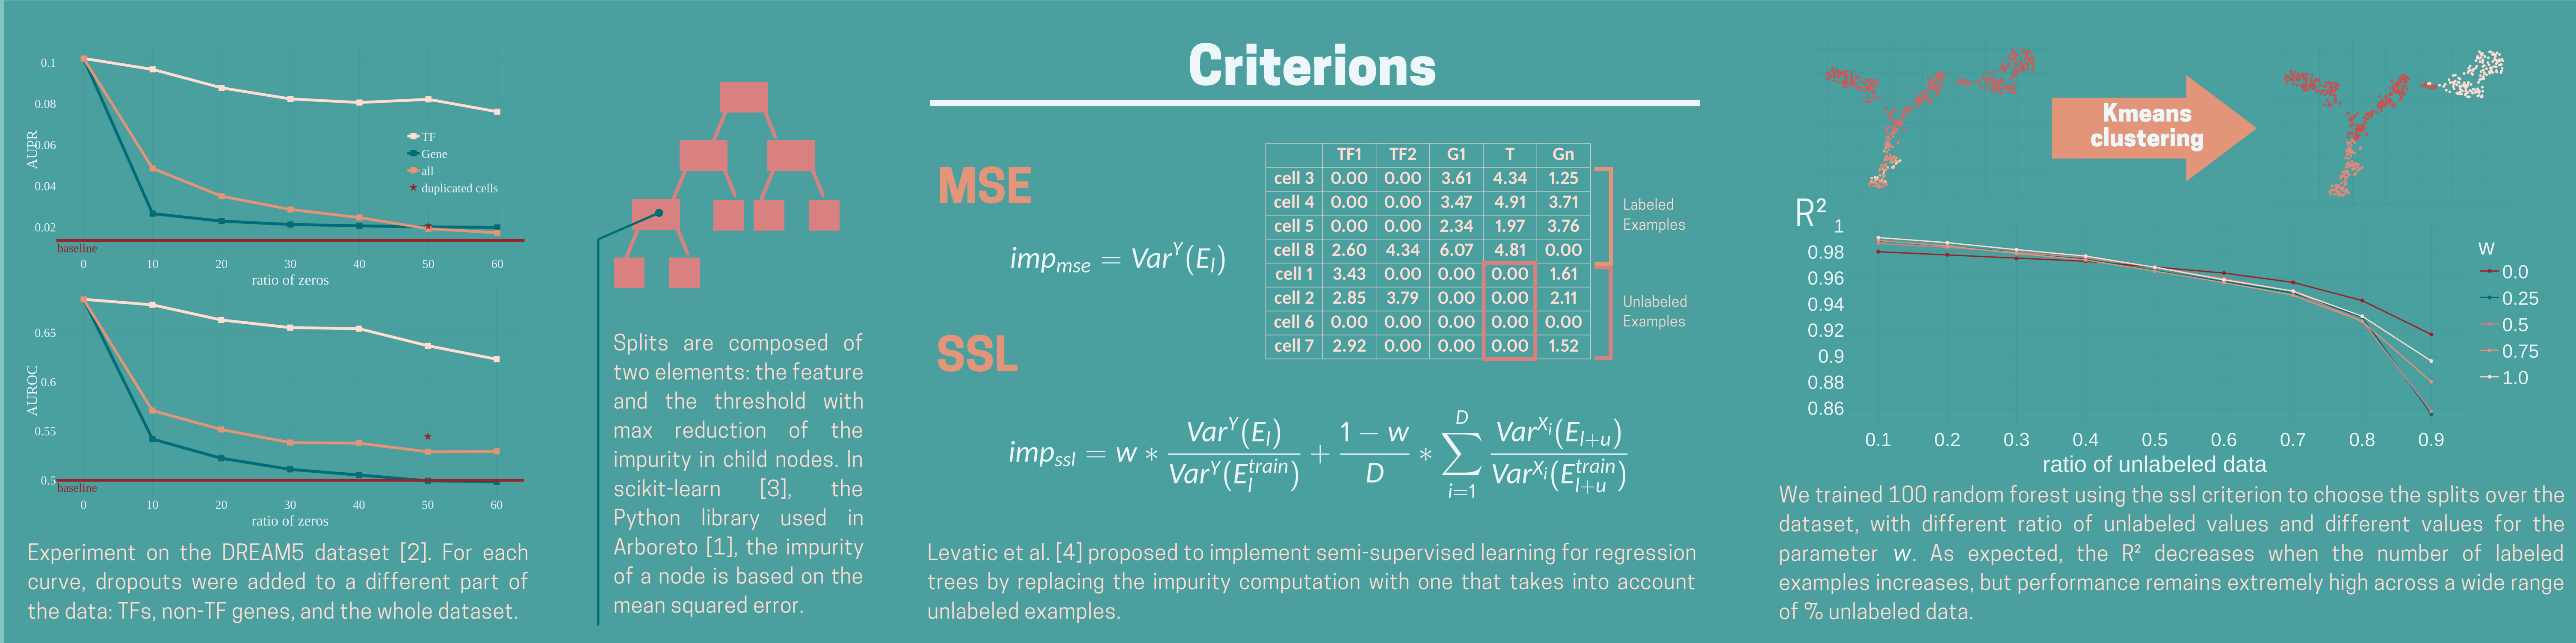 0.1
0.08
0.06
0.04
0.02
AUPR
TF
Gene
all
duplicated cells
baseline
0 10 20 30 40 50 60
ratio of zeros
0.65
0.6
0.55
0.5
AUROC
baseline
0 10 20 30 40 50 60
ratio of zeros
Experiment on the DREAM5 dataset [2]. For each
curve, dropouts were added to a different part of
the data: TFs, non-TF genes, and the whole dataset.
Splits are composed of
two elements: the feature
and the threshold with
max reduction of the
impurity in child nodes. In
scikit-learn [3], the
Python library used in
Arboreto [1], the impurity
of a node is based on the
mean squared error.
Criterions
MSE
imp_{mse} = Var^{Y}(E_{l})
TF1 TF2 G1 T Gn
cell 3 0.00 0.00 3.61 4.34 1.25
cell 4 0.00 0.00 3.47 4.91 3.71
cell 5 0.00 0.00 2.34 1.97 3.76
cell 8 2.60 4.34 6.07 4.81 0.00
cell 1 3.43 0.00 0.00 0.00 1.61
cell 2 2.85 3.79 0.00 0.00 2.11
cell 6 0.00 0.00 0.00 0.00 0.00
cell 7 2.92 0.00 0.00 0.00 1.52
Labeled
Examples
Unlabeled
Examples
SSL
imp_{ssl} = w * \frac{Var^{Y}(E_{l})}{Var^{Y}(E_{l}^{train})} + \frac{1-w}{D} * \sum_{i=1}^{D} \frac{Var^{X_{i}}(E_{l+u})}{Var^{X_{i}}(E_{l+u}^{train})}
Levatic et al. [4] proposed to implement semi-supervised learning for regression
trees by replacing the impurity computation with one that takes into account
unlabeled examples.
Kmeans
clustering
R²
1
0.98
0.96
0.94
0.92
0.9
0.88
0.86
w
0.0
0.25
0.5
0.75
1.0
0.1 0.2 0.3 0.4 0.5 0.6 0.7 0.8 0.9
ratio of unlabeled data
We trained 100 random forest using the ssl criterion to choose the splits over the
dataset, with different ratio of unlabeled values and different values for the
parameter w. As expected, the R² decreases when the number of labeled
examples increases, but performance remains extremely high across a wide range
of % unlabeled data.